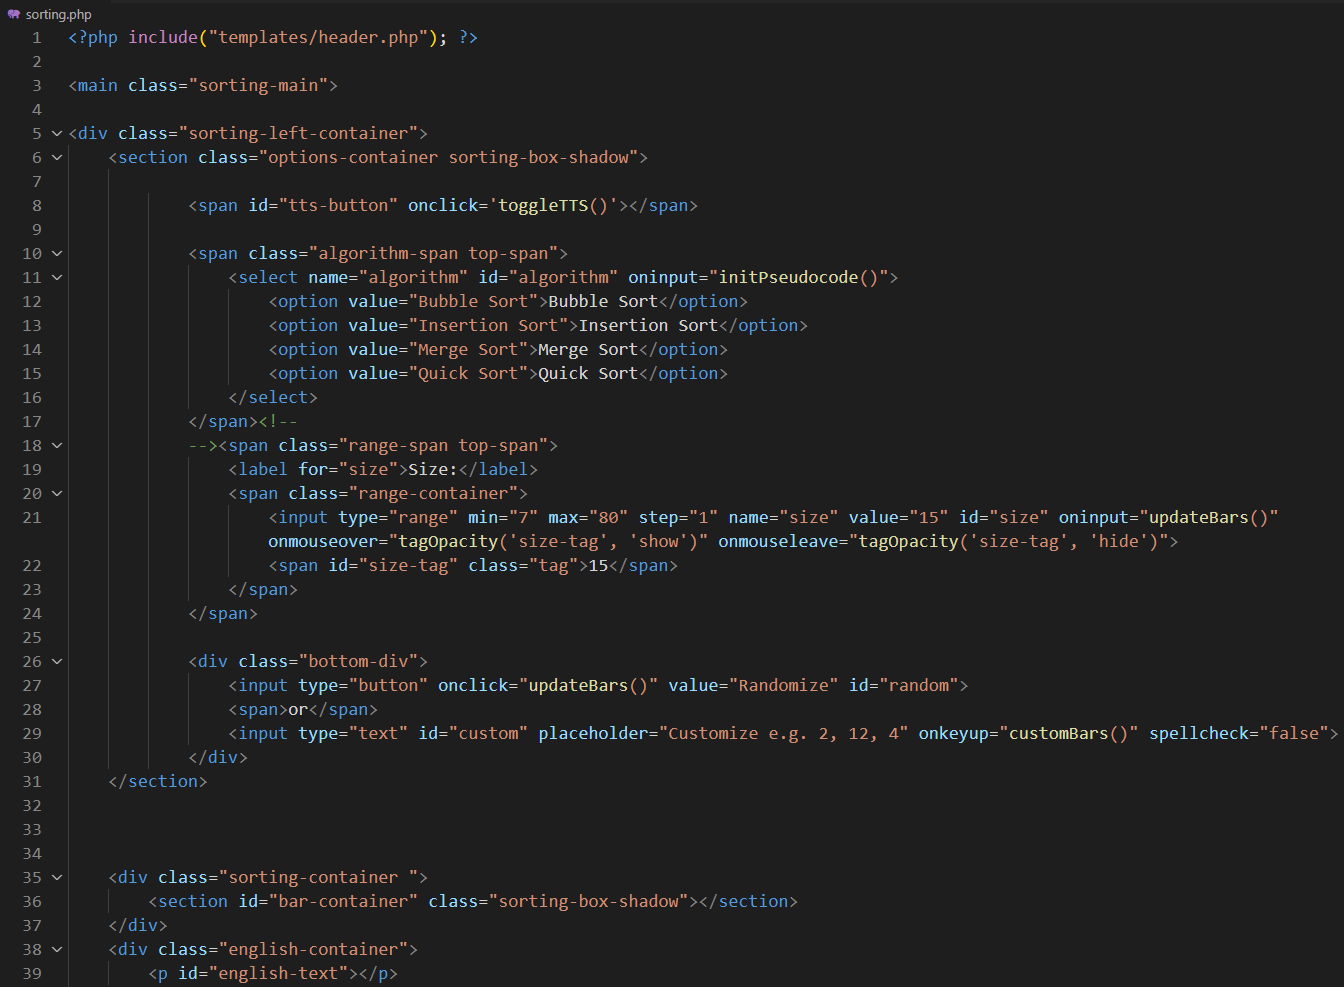 sorting.php
1 <?php include("templates/header.php"); ?>
2
3 <main class="sorting-main">
4
5 <div class="sorting-left-container">
6 <section class="options-container sorting-box-shadow">
7
8 <span id="tts-button" onclick='toggleTTS()'></span>
9
10 <span class="algorithm-span top-span">
11 <select name="algorithm" id="algorithm" oninput="initPseudocode()">
12 <option value="Bubble Sort">Bubble Sort</option>
13 <option value="Insertion Sort">Insertion Sort</option>
14 <option value="Merge Sort">Merge Sort</option>
15 <option value="Quick Sort">Quick Sort</option>
16 </select>
17 </span><!--
18 --><span class="range-span top-span">
19 <label for="size">Size:</label>
20 <span class="range-container">
21 <input type="range" min="7" max="80" step="1" name="size" value="15" id="size" oninput="updateBars()"
onmouseover="tagOpacity('size-tag', 'show')" onmouseleave="tagOpacity('size-tag', 'hide')">
22 <span id="size-tag" class="tag">15</span>
23 </span>
24 </span>
25
26 <div class="bottom-div">
27 <input type="button" onclick="updateBars()" value="Randomize" id="random">
28 <span>or</span>
29 <input type="text" id="custom" placeholder="Customize e.g. 2, 12, 4" onkeyup="customBars()" spellcheck="false">
30 </div>
31 </section>
32
33
34
35 <div class="sorting-container ">
36 <section id="bar-container" class="sorting-box-shadow"></section>
37 </div>
38 <div class="english-container">
39 <p id="english-text"></p>